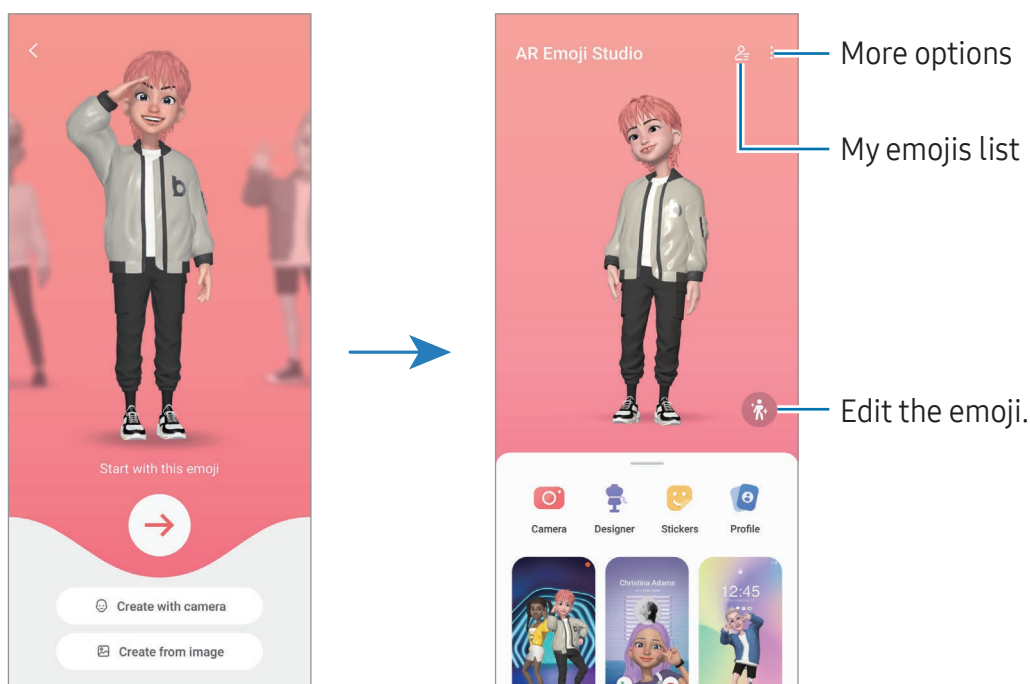 Start with this emoji
Create with camera
Create from image
AR Emoji Studio
More options
My emojis list
Edit the emoji.
Camera
Designer
Stickers
Profile
Christina Adams
12:45